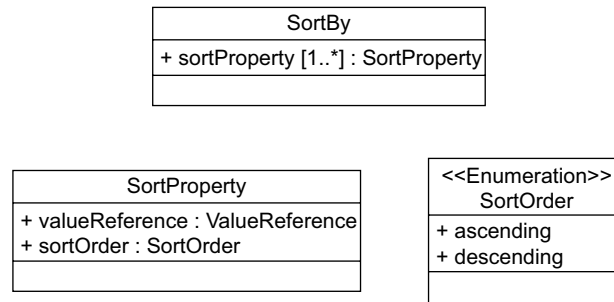 SortBy
+ sortProperty [1..*] : SortProperty
SortProperty
+ valueReference : ValueReference
+ sortOrder : SortOrder
<<Enumeration>>
SortOrder
+ ascending
+ descending